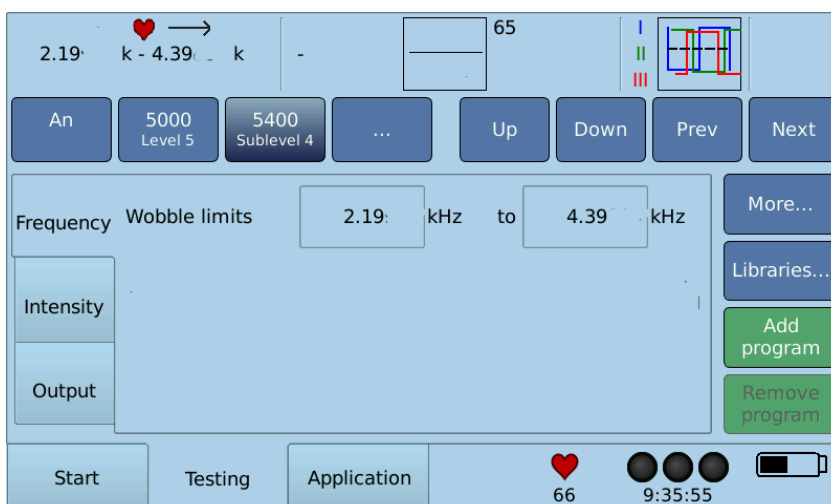 65
I
2.19 k - 4.39 k -
II
III
An
5000
Level 5
5400
Sublevel 4
...
Up
Down
Prev
Next
Frequency
Wobble limits 2.19 kHz to 4.39 kHz
More...
Libraries...
Intensity
Add
program
Output
Remove
program
Start
Testing
Application
66
9:35:55